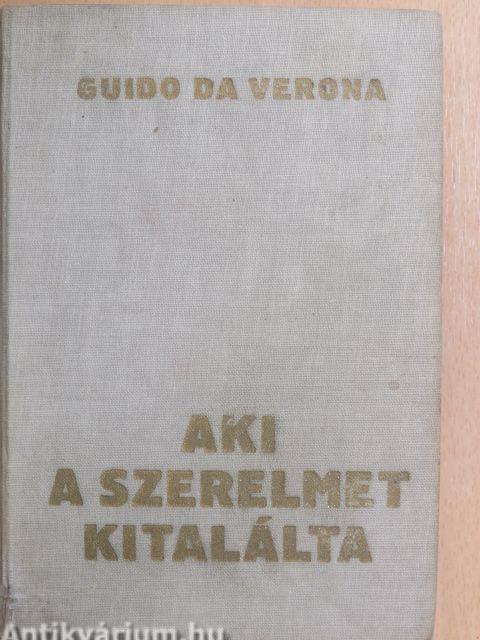 GUIDO DA VERONA
AKI
A SZERELMET
KITALÁLTA
Antikvárium.hu